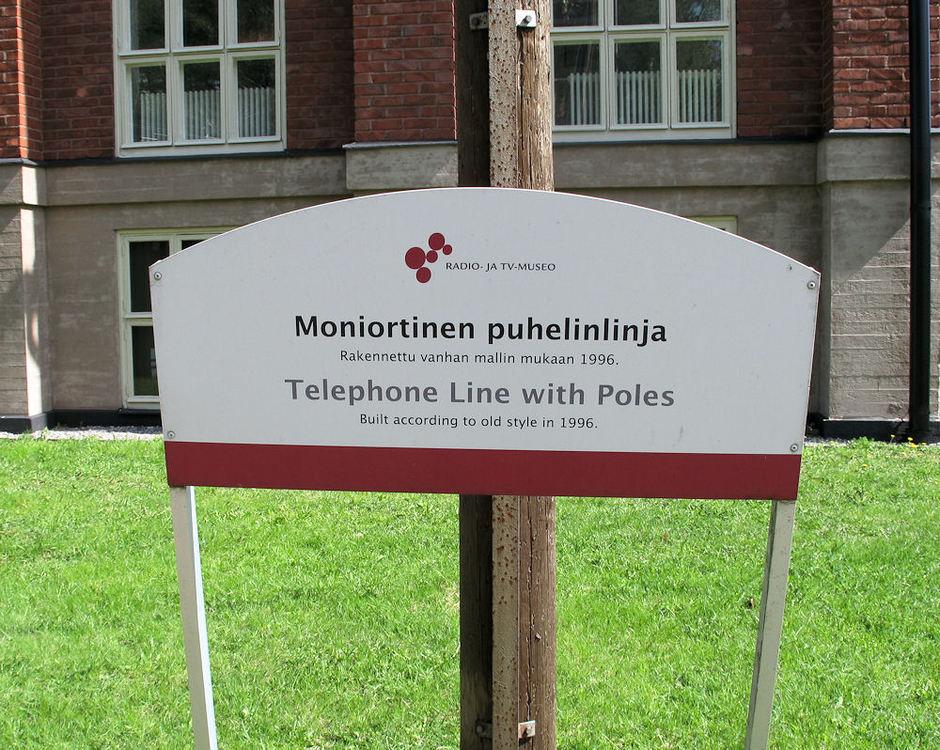 RADIO- JA TV-MUSEO
Moniortinen puhelinlinja
Rakennettu vanhan mallin mukaan 1996.
Telephone Line with Poles
Built according to old style in 1996.